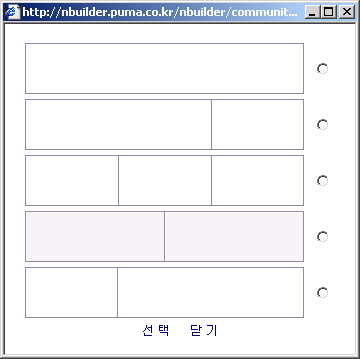 http://nbuilder.puma.co.kr/nbuilder/communit...
선 택 닫 기